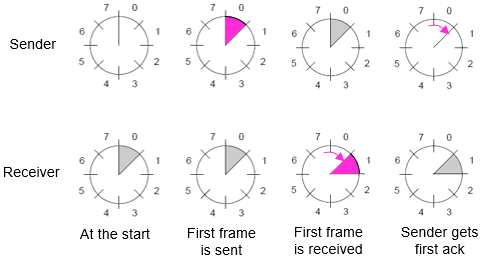 7 0 7 0 7 0 7 0
Sender 6 1 6 1 6 1 6 1
5 2 5 2 5 2 5 2
4 3 4 3 4 3 4 3
7 0 7 0 7 0 7 0
6 1 6 1 6 1 6 1
Receiver
5 2 5 2 5 2 5 2
4 3 4 3 4 3 4 3
At the start First frame First frame Sender gets
is sent is received first ack